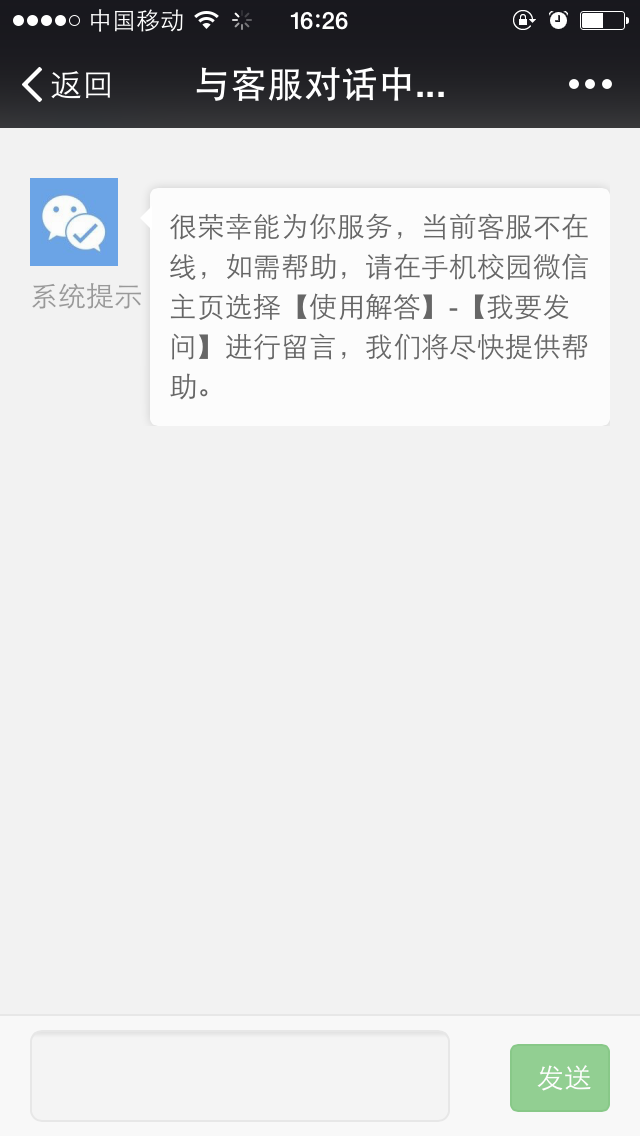 中国移动
16:26
返回
与客服对话中...
系统提示
很荣幸能为你服务，当前客服不在
线，如需帮助，请在手机校园微信
主页选择【使用解答】-【我要发
问】进行留言，我们将尽快提供帮
助。
发送